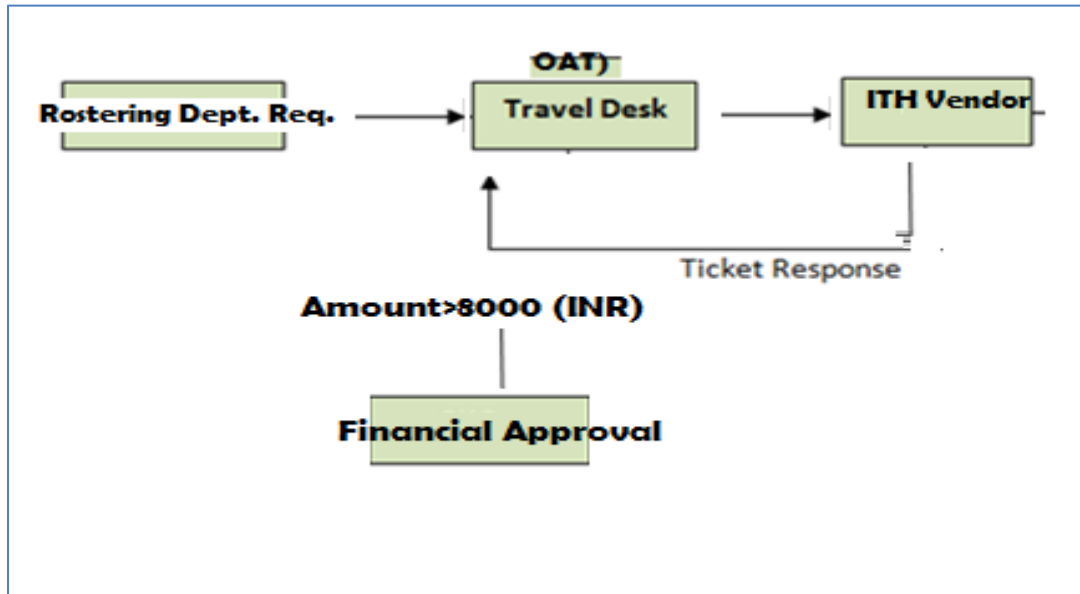 OAT)
Rostering Dept. Req.
Travel Desk
ITH Vendor
Ticket Response
Amount>8000 (INR)
Financial Approval